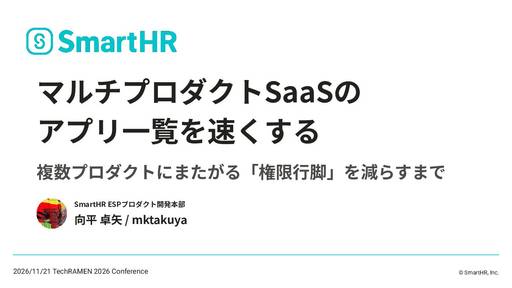 SmartHR
マルチプロダクトSaaSの
アプリ一覧を速くする
複数プロダクトにまたがる「権限行脚」を減らすまで
SmartHR ESPプロダクト開発本部
向平 卓矢 / mktakuya
2026/11/21 TechRAMEN 2026 Conference
© SmartHR, Inc.